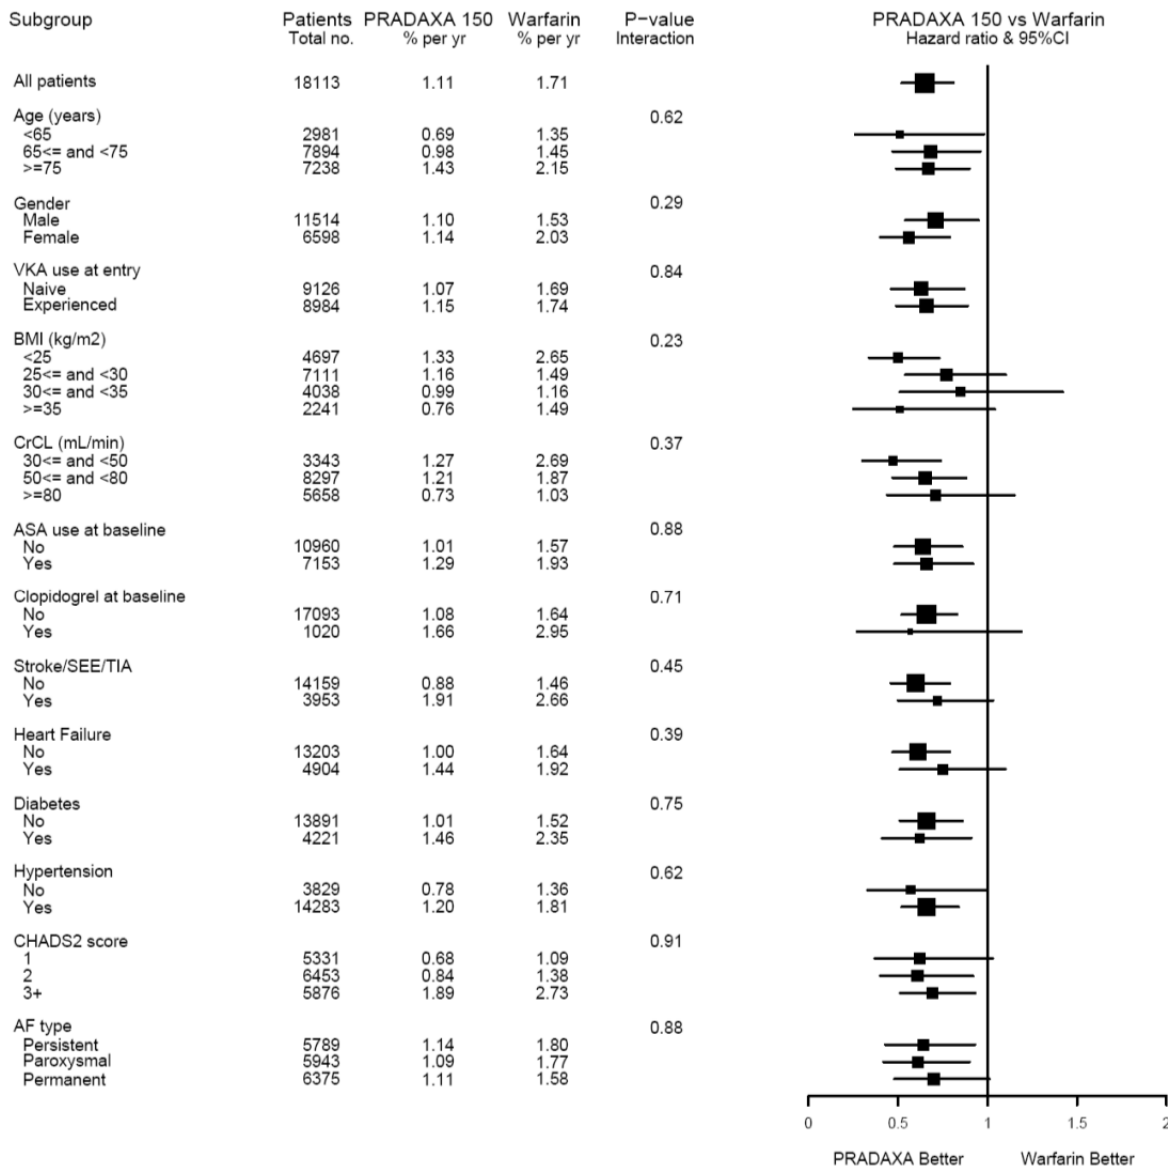 Subgroup Patients PRADAXA 150 Warfarin P−value PRADAXA 150 vs Warfarin
Total no. % per yr % per yr Interaction Hazard ratio & 95%CI
All patients 18113 1.11 1.71
Age (years) 0.62
<65 2981 0.69 1.35
65<= and <75 7894 0.98 1.45
>=75 7238 1.43 2.15
Gender 0.29
Male 11514 1.10 1.53
Female 6598 1.14 2.03
VKA use at entry 0.84
Naive 9126 1.07 1.69
Experienced 8984 1.15 1.74
BMI (kg/m2) 0.23
<25 4697 1.33 2.65
25<= and <30 7111 1.16 1.49
30<= and <35 4038 0.99 1.16
>=35 2241 0.76 1.49
CrCL (mL/min) 0.37
30<= and <50 3343 1.27 2.69
50<= and <80 8297 1.21 1.87
>=80 5658 0.73 1.03
ASA use at baseline 0.88
No 10960 1.01 1.57
Yes 7153 1.29 1.93
Clopidogrel at baseline 0.71
No 17093 1.08 1.64
Yes 1020 1.66 2.95
Stroke/SEE/TIA 0.45
No 14159 0.88 1.46
Yes 3953 1.91 2.66
Heart Failure 0.39
No 13203 1.00 1.64
Yes 4904 1.44 1.92
Diabetes 0.75
No 13891 1.01 1.52
Yes 4221 1.46 2.35
Hypertension 0.62
No 3829 0.78 1.36
Yes 14283 1.20 1.81
CHADS2 score 0.91
1 5331 0.68 1.09
2 6453 0.84 1.38
3+ 5876 1.89 2.73
AF type 0.88
Persistent 5789 1.14 1.80
Paroxysmal 5943 1.09 1.77
Permanent 6375 1.11 1.58
0 0.5 1 1.5 2
PRADAXA Better Warfarin Better